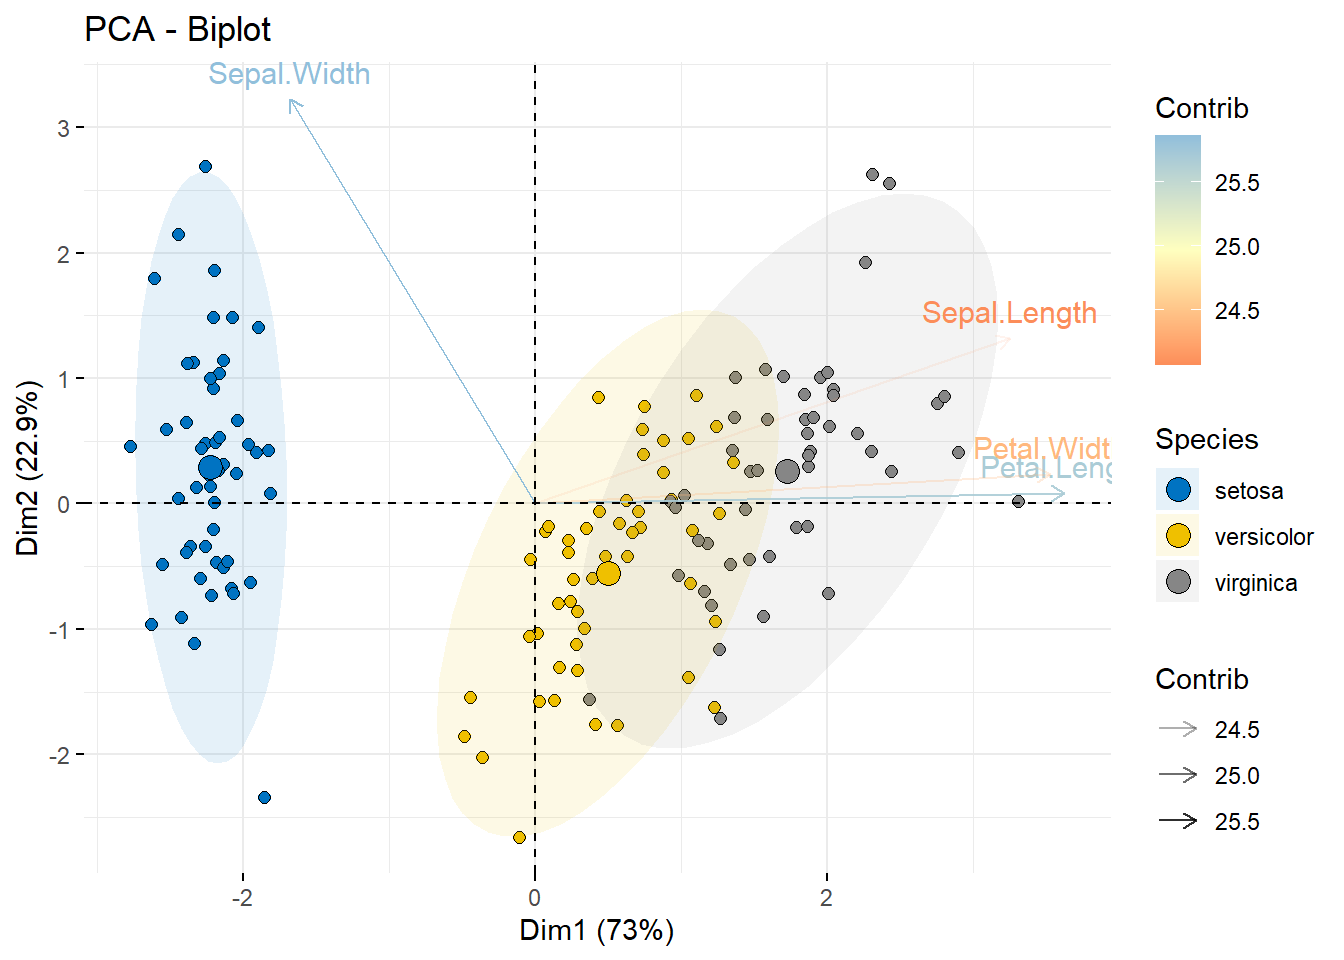 PCA - Biplot
Sepal.Width
Sepal.Length
Petal.Widt
Petal.Leng
3
2
1
0
-1
-2
-2
0
2
Dim1 (73%)
Dim2 (22.9%)
Contrib
25.5
25.0
24.5
Species
setosa
versicolor
virginica
Contrib
24.5
25.0
25.5